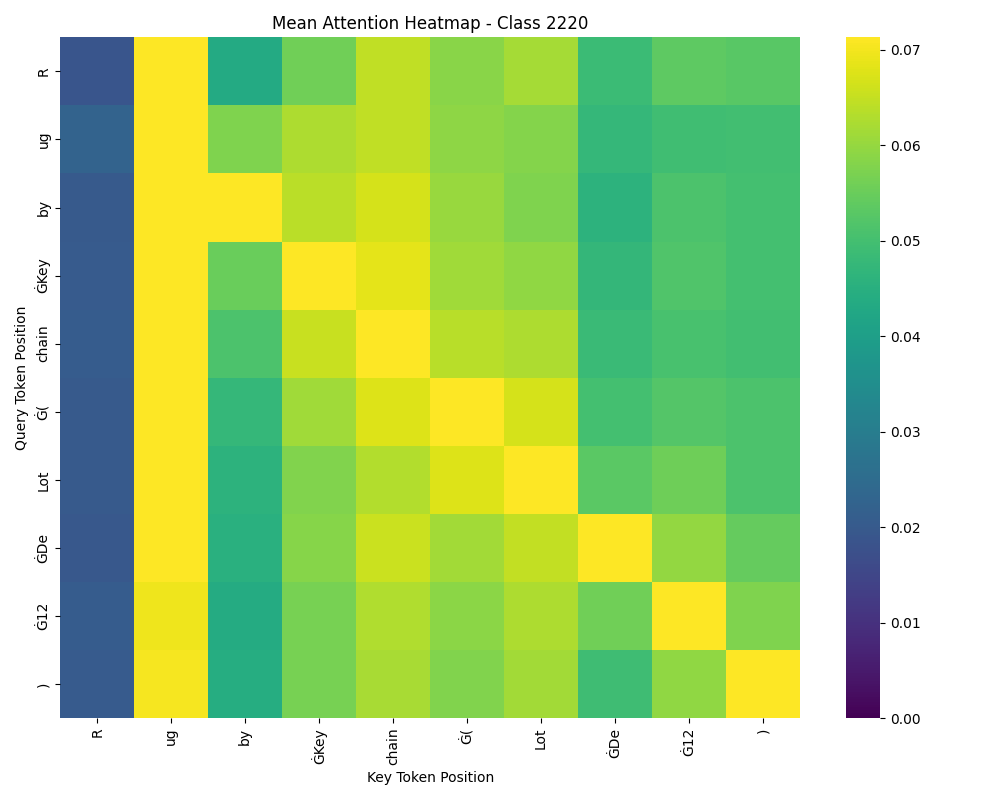 Mean Attention Heatmap - Class 2220
Query Token Position
R
ug
by
ĠKey
chain
Ġ(
Lot
ĠDe
Ġ12
)
R
ug
by
ĠKey
chain
Ġ(
Lot
ĠDe
Ġ12
)
Key Token Position
0.07
0.06
0.05
0.04
0.03
0.02
0.01
0.00